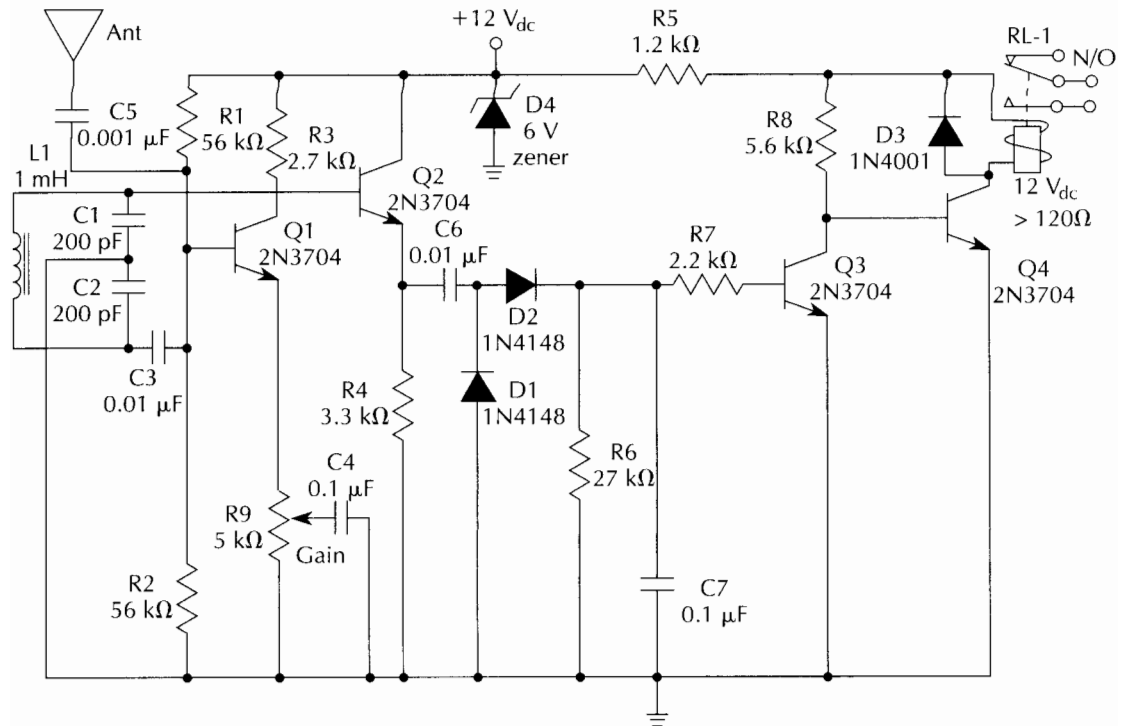 Ant
C5
0.001 μF
L1
1 mH
C1
200 pF
C2
200 pF
C3
0.01 μF
R1
56 kΩ
R3
2.7 kΩ
Q1
2N3704
Q2
2N3704
+12 Vdc
D4
6 V
zener
R5
1.2 kΩ
RL-1
N/O
R8
5.6 kΩ
D3
1N4001
12 Vdc
> 120Ω
C6
0.01 μF
R7
2.2 kΩ
Q3
2N3704
Q4
2N3704
D2
1N4148
D1
1N4148
R4
3.3 kΩ
R6
27 kΩ
C4
0.1 μF
R9
5 kΩ
Gain
R2
56 kΩ
C7
0.1 μF